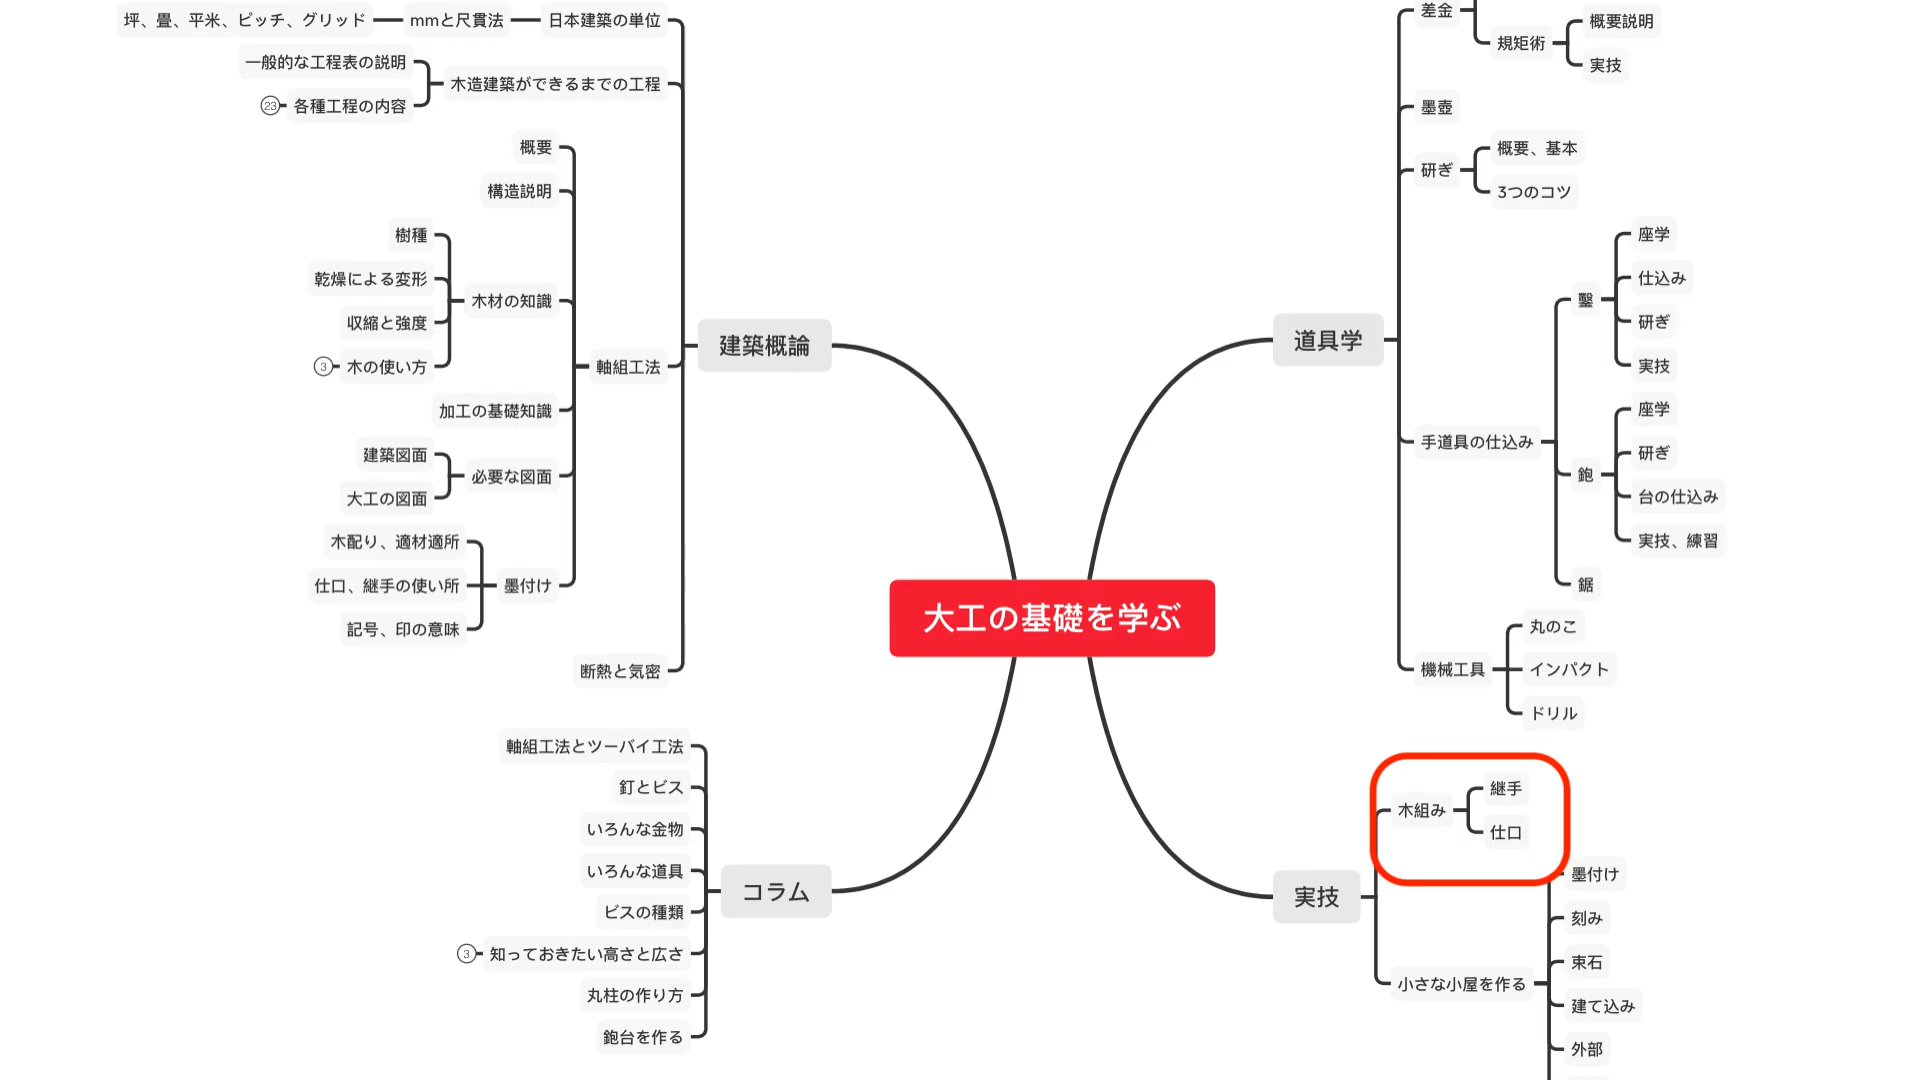 大工の基礎を学ぶ
建築概論
日本建築の単位
mmと尺貫法
坪、畳、平米、ピッチ、グリッド
木造建築ができるまでの工程
一般的な工程表の説明
各種工程の内容
23
軸組工法
概要
構造説明
木材の知識
樹種
乾燥による変形
収縮と強度
木の使い方
3
加工の基礎知識
必要な図面
建築図面
大工の図面
墨付け
木配り、適材適所
仕口、継手の使い所
記号、印の意味
断熱と気密
コラム
軸組工法とツーバイ工法
釘とビス
いろんな金物
いろんな道具
ビスの種類
知っておきたい高さと広さ
3
丸柱の作り方
鉋台を作る
道具学
差金
規矩術
概要説明
実技
墨壺
研ぎ
概要、基本
3つのコツ
手道具の仕込み
鑿
座学
仕込み
研ぎ
実技
鉋
座学
研ぎ
台の仕込み
実技、練習
鋸
機械工具
丸のこ
インパクト
ドリル
実技
木組み
継手
仕口
小さな小屋を作る
墨付け
刻み
束石
建て込み
外部